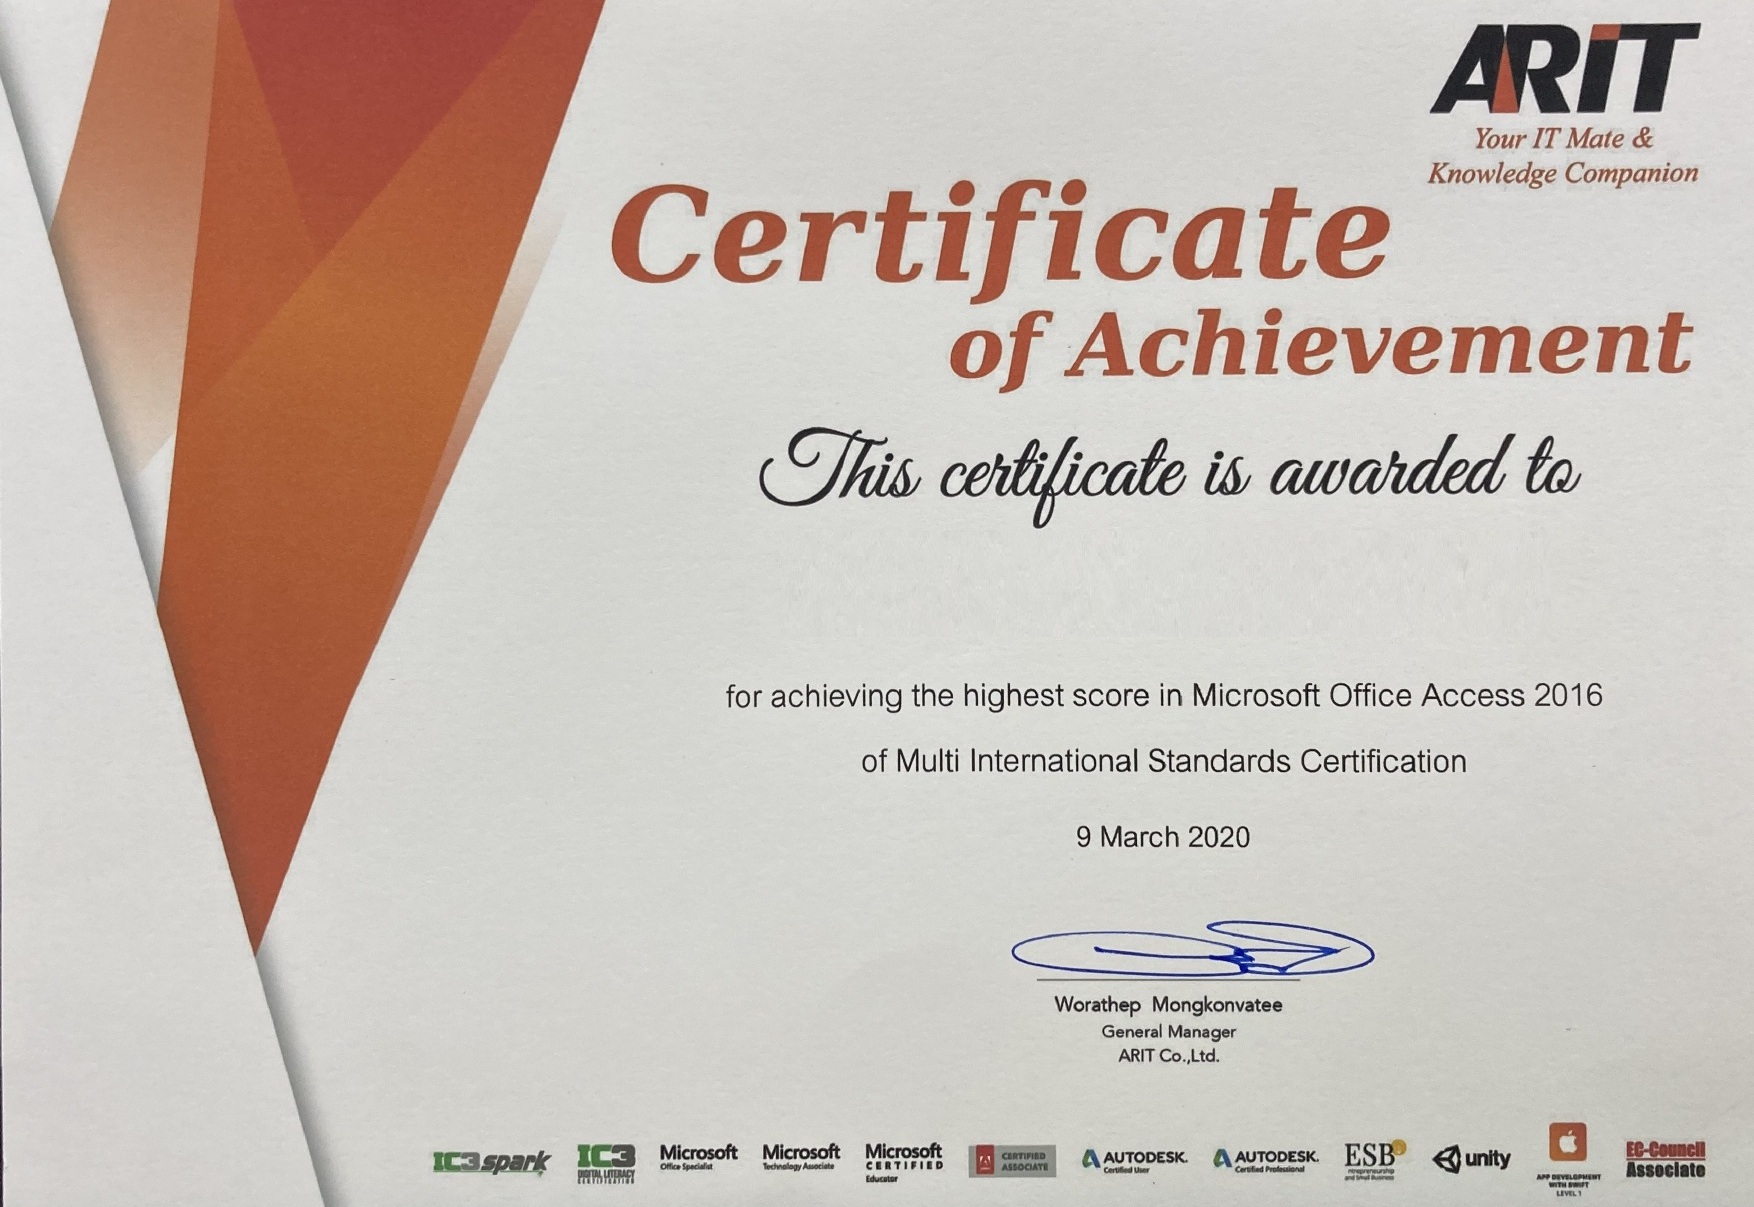 ARiT
Your IT Mate &
Knowledge Companion
Certificate
of Achievement
This certificate is awarded to
for achieving the highest score in Microsoft Office Access 2016
of Multi International Standards Certification
9 March 2020
Worathep Mongkonvatee
General Manager
ARIT Co.,Ltd.
IC3 spark
IC3
DIGITAL LITERACY
CERTIFICATION
Microsoft
Office Specialist
Microsoft
Technology Associate
Microsoft
CERTIFIED
Educator
CERTIFIED
ASSOCIATE
AUTODESK.
Certified User
AUTODESK.
Certified Professional
ESB
Entrepreneurship
and Small Business
unity
APP DEVELOPMENT
WITH SWIFT
LEVEL 1
EC-Council
Associate